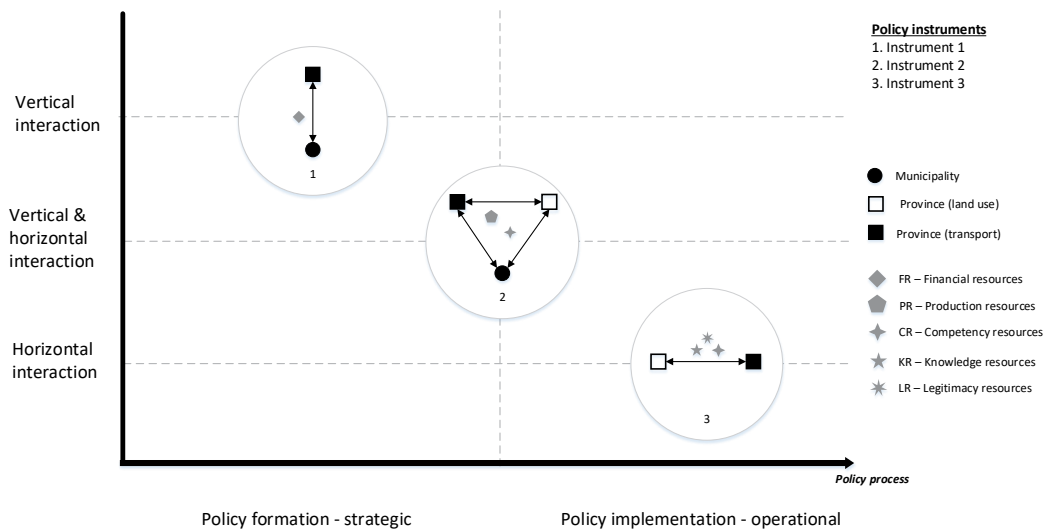 Policy instruments
1. Instrument 1
2. Instrument 2
3. Instrument 3
Vertical
interaction
1
Vertical &
horizontal
interaction
2
Horizontal
interaction
3
Municipality
Province (land use)
Province (transport)
FR – Financial resources
PR – Production resources
CR – Competency resources
KR – Knowledge resources
LR – Legitimacy resources
Policy process
Policy formation - strategic
Policy implementation - operational